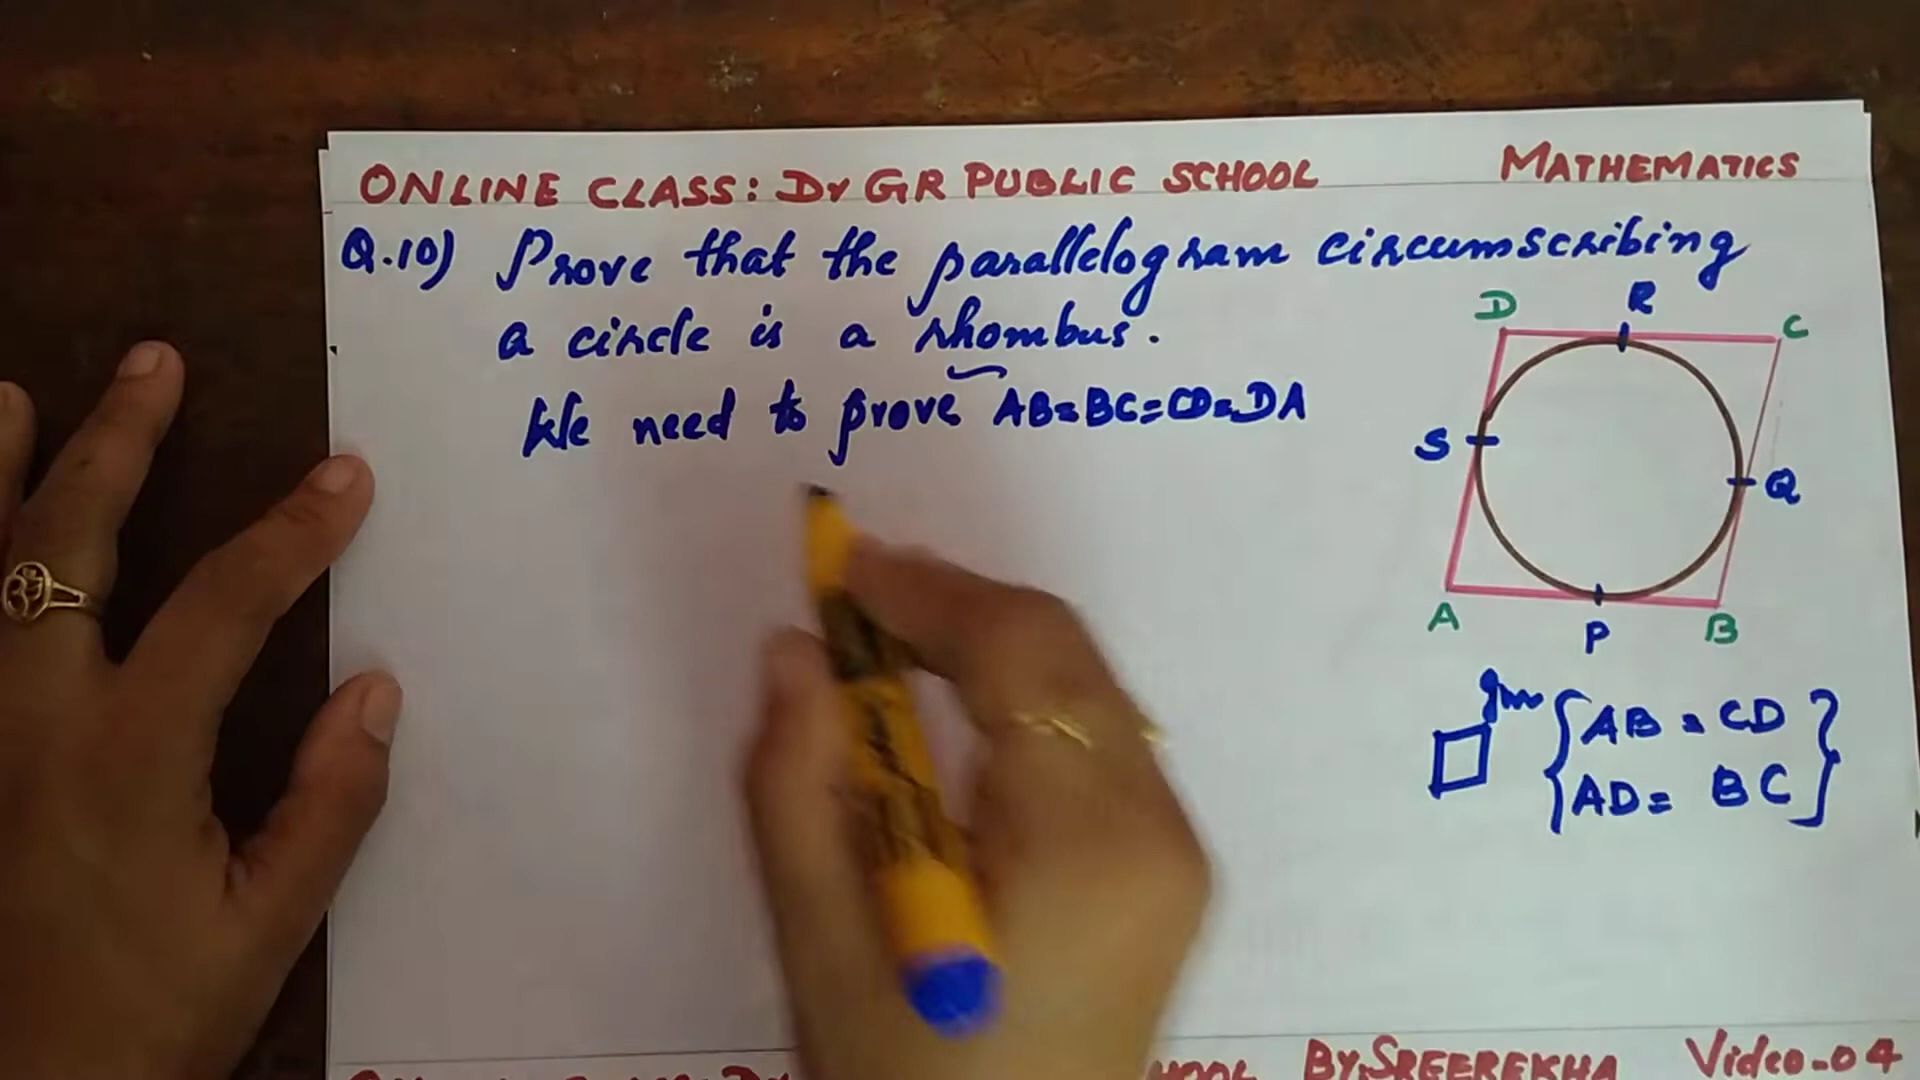 ONLINE CLASS: Dr GR PUBLIC SCHOOL MATHEMATICS
Q.10) Prove that the parallelogram circumscribing
a circle is a rhombus.
We need to prove AB=BC=CD=DA
D R C
S Q
A P B
gm { AB = CD
AD = BC }
BY, SREEREKHA Video-04